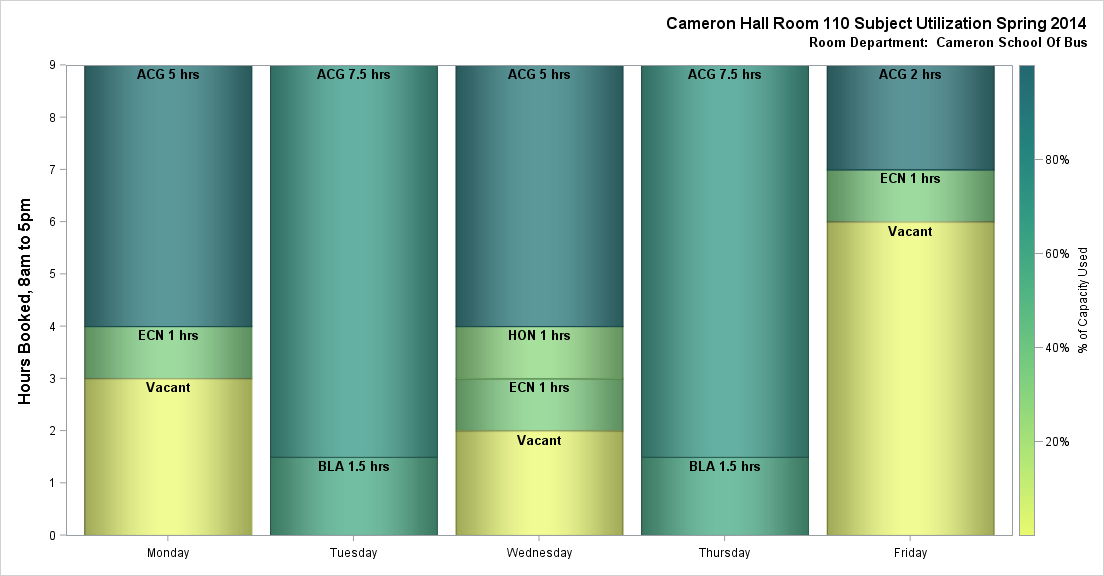 Cameron Hall Room 110 Subject Utilization Spring 2014
Room Department:  Cameron School Of Bus
Hours Booked, 8am to 5pm
9
8
7
6
5
4
3
2
1
0
ACG 5 hrs
ECN 1 hrs
Vacant
ACG 7.5 hrs
BLA 1.5 hrs
ACG 5 hrs
HON 1 hrs
ECN 1 hrs
Vacant
ACG 7.5 hrs
BLA 1.5 hrs
ACG 2 hrs
ECN 1 hrs
Vacant
Monday
Tuesday
Wednesday
Thursday
Friday
80%
60%
40%
20%
% of Capacity Used